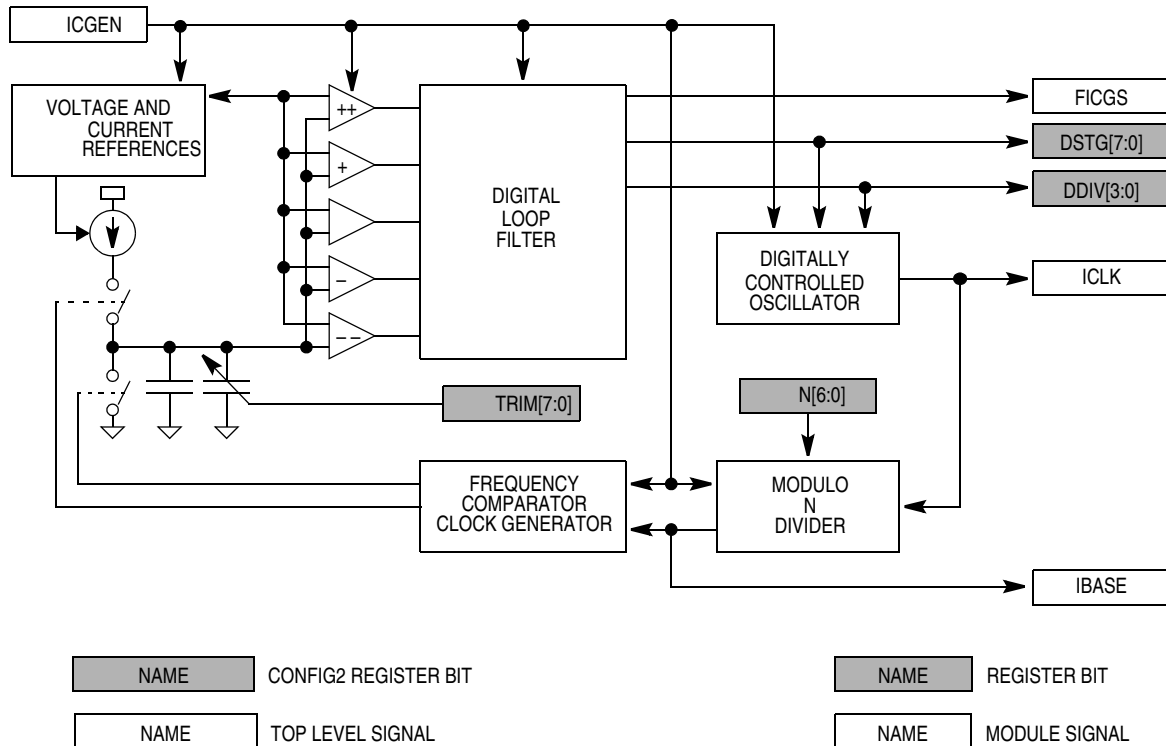 ICGEN
VOLTAGE AND
CURRENT
REFERENCES
++
+
–
– –
DIGITAL
LOOP
FILTER
FICGS
DSTG[7:0]
DDIV[3:0]
DIGITALLY
CONTROLLED
OSCILLATOR
ICLK
TRIM[7:0]
N[6:0]
FREQUENCY
COMPARATOR
CLOCK GENERATOR
MODULO
N
DIVIDER
IBASE
NAME CONFIG2 REGISTER BIT
NAME REGISTER BIT
NAME TOP LEVEL SIGNAL
NAME MODULE SIGNAL